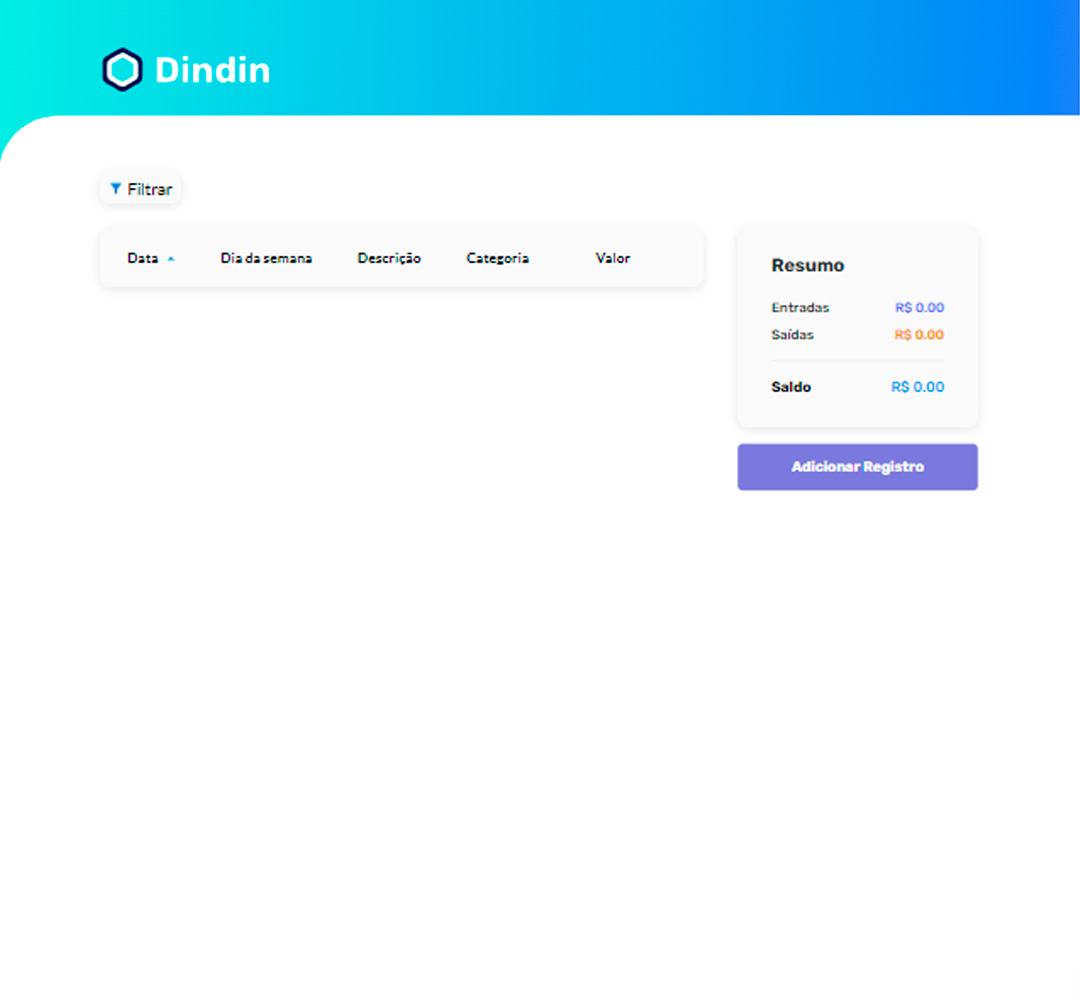 Dindin
Filtrar
Data Dia da semana Descrição Categoria Valor
Resumo
Entradas R$ 0.00
Saídas R$ 0.00
Saldo R$ 0.00
Adicionar Registro